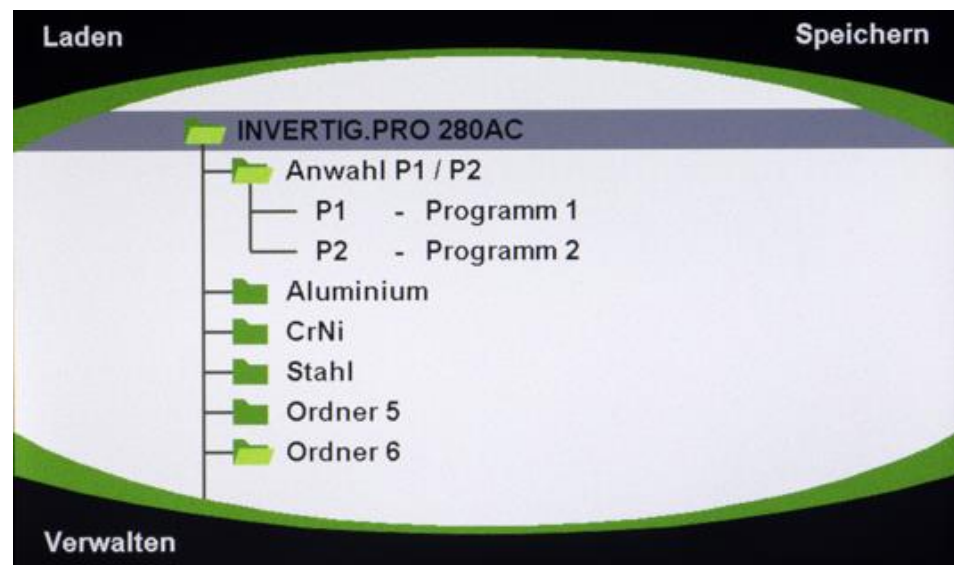 Laden
Speichern
INVERTIG.PRO 280AC
Anwahl P1 / P2
P1 - Programm 1
P2 - Programm 2
Aluminium
CrNi
Stahl
Ordner 5
Ordner 6
Verwalten